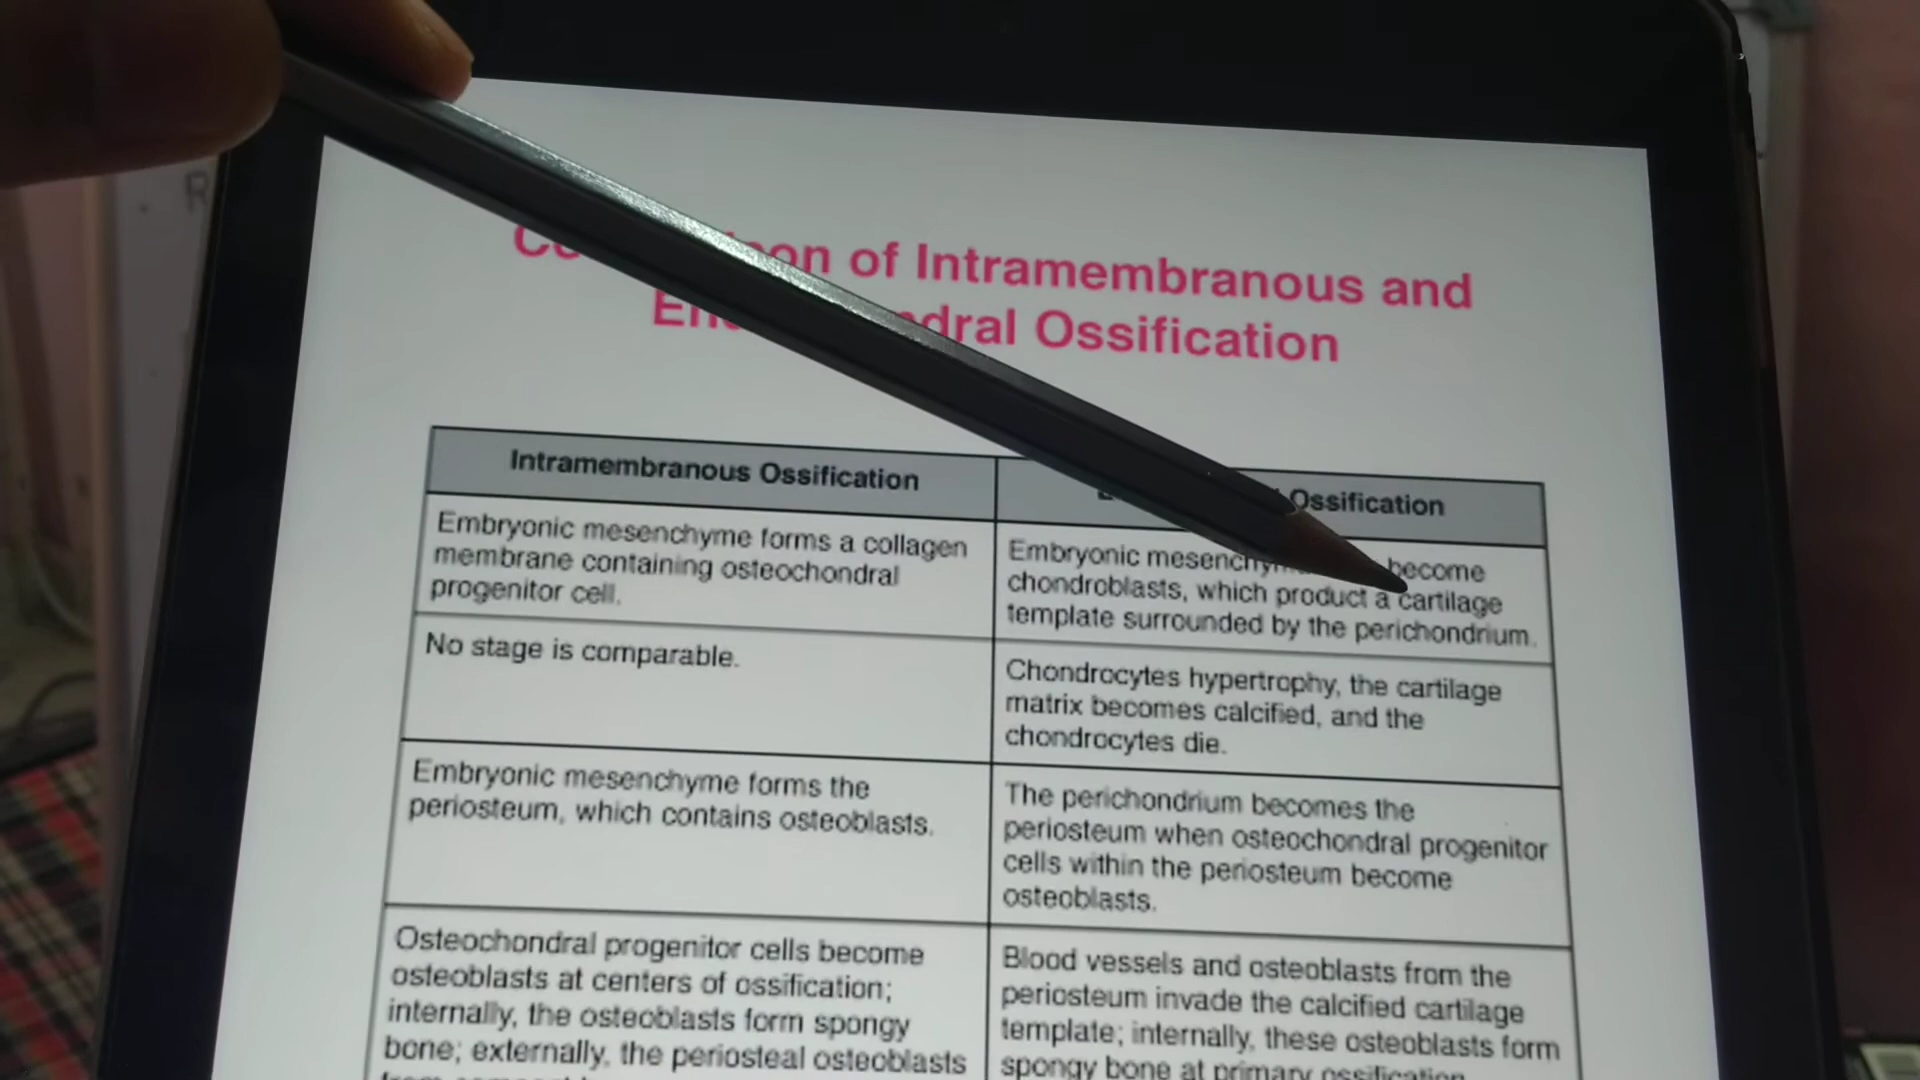 on of Intramembranous and
dral Ossification
Intramembranous Ossification
Ossification
Embryonic mesenchyme forms a collagen
membrane containing osteochondral
progenitor cell.
Embryonic become
chondroblasts, which product a cartilage
template surrounded by the perichondrium.
No stage is comparable.
Chondrocytes hypertrophy, the cartilage
matrix becomes calcified, and the
chondrocytes die.
Embryonic mesenchyme forms the
periosteum, which contains osteoblasts.
The perichondrium becomes the
periosteum when osteochondral progenitor
cells within the periosteum become
osteoblasts.
Osteochondral progenitor cells become
osteoblasts at centers of ossification;
internally, the osteoblasts form spongy
bone; externally, the periosteal osteoblasts
Blood vessels and osteoblasts from the
periosteum invade the calcified cartilage
template; internally, these osteoblasts form
spongy bone at primary ossification